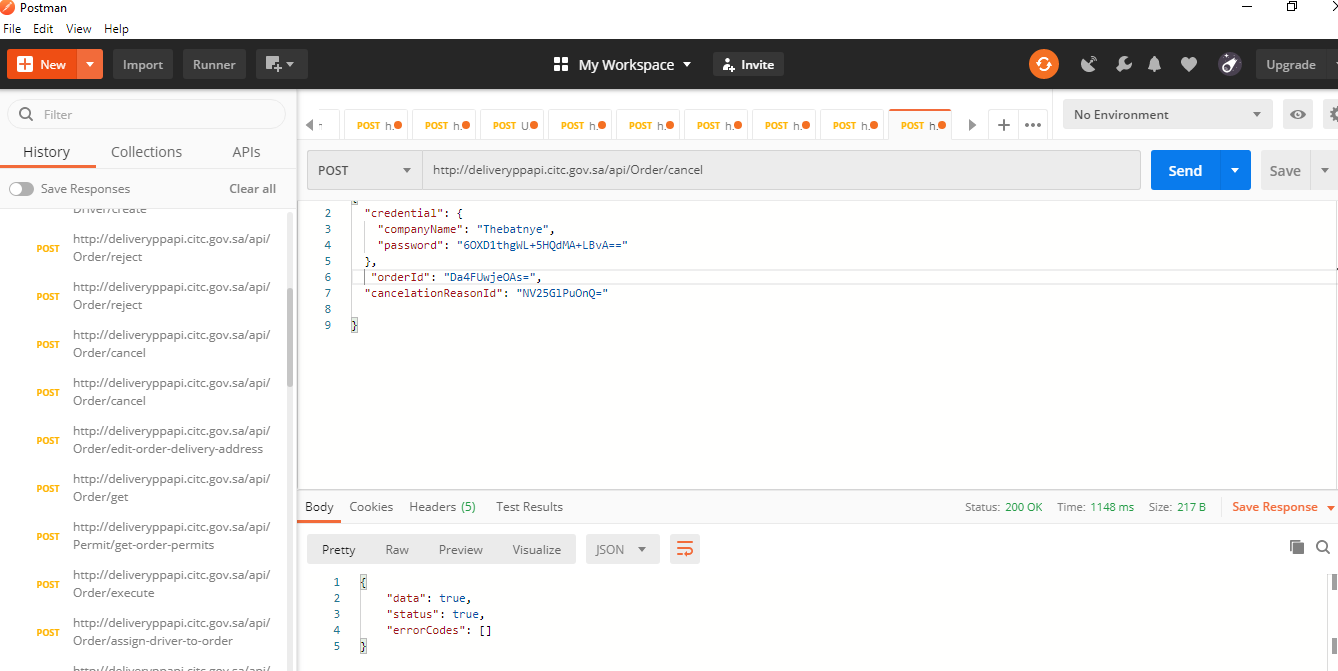 Postman
File Edit View Help
New Import Runner My Workspace Invite Upgrade
Filter
History Collections APIs
Save Responses Clear all
Driver/create
POST http://deliveryppapi.citc.gov.sa/api/
Order/reject
POST http://deliveryppapi.citc.gov.sa/api/
Order/reject
POST http://deliveryppapi.citc.gov.sa/api/
Order/cancel
POST http://deliveryppapi.citc.gov.sa/api/
Order/cancel
POST http://deliveryppapi.citc.gov.sa/api/
Order/edit-order-delivery-address
POST http://deliveryppapi.citc.gov.sa/api/
Order/get
POST http://deliveryppapi.citc.gov.sa/api/
Permit/get-order-permits
POST http://deliveryppapi.citc.gov.sa/api/
Order/execute
POST http://deliveryppapi.citc.gov.sa/api/
Order/assign-driver-to-order
http://deliveryppapi.citc.gov.sa/api/
POST h. POST h. POST U POST h. POST h. POST h. POST h. POST h. POST h. + ••• No Environment
POST http://deliveryppapi.citc.gov.sa/api/Order/cancel Send Save
2 "credential": {
3 "companyName": "Thebatnye",
4 "password": "6OXD1thgWL+5HQdMA+LBvA=="
5 },
6 "orderId": "Da4FUwjeOAs=",
7 "cancelationReasonId": "NV25GlPuOnQ="
8
9 }
Body Cookies Headers (5) Test Results Status: 200 OK Time: 1148 ms Size: 217 B Save Response
Pretty Raw Preview Visualize JSON
1 {
2 "data": true,
3 "status": true,
4 "errorCodes": []
5 }